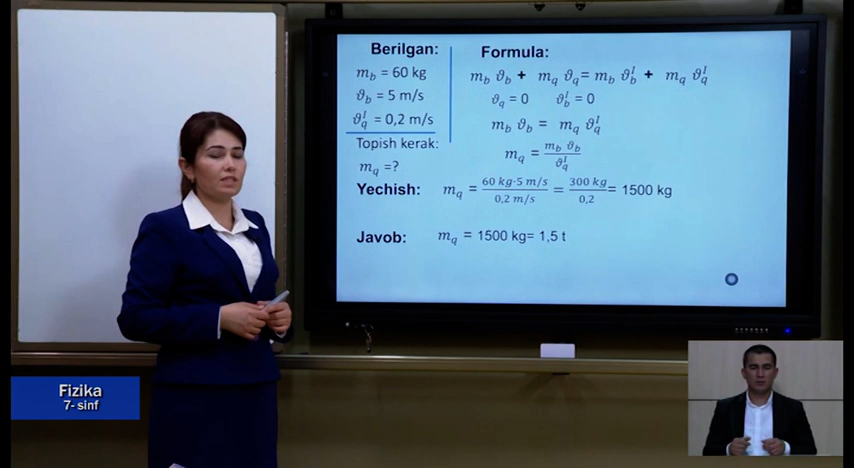 Berilgan:
m_b = 60 kg
ϑ_b = 5 m/s
ϑ_q^I = 0,2 m/s
Topish kerak:
m_q =?
Formula:
m_b ϑ_b + m_q ϑ_q = m_b ϑ_b^I + m_q ϑ_q^I
ϑ_q = 0 ϑ_b^I = 0
m_b ϑ_b = m_q ϑ_q^I
m_q = m_b ϑ_b / ϑ_q^I
Yechish: m_q = 60 kg·5 m/s / 0,2 m/s = 300 kg / 0,2 = 1500 kg
Javob: m_q = 1500 kg= 1,5 t
Fizika
7- sinf